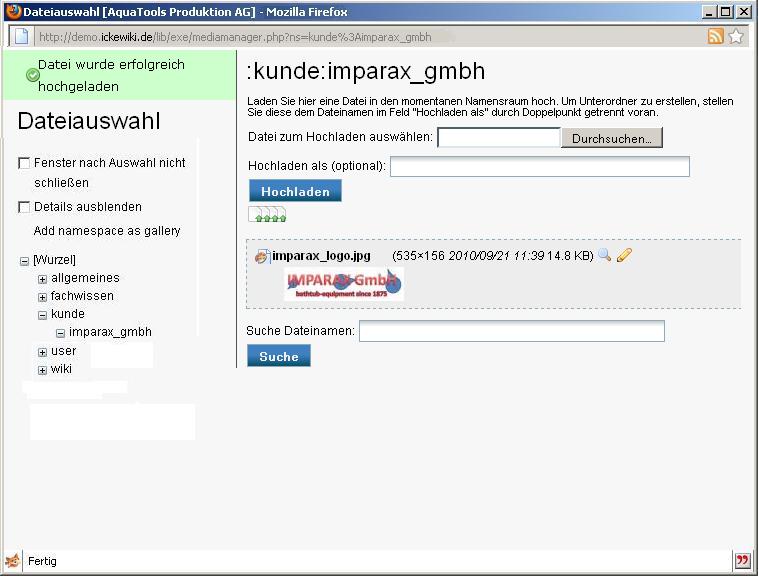 Dateiauswahl [AquaTools Produktion AG] - Mozilla Firefox
http://demo.ickewiki.de/lib/exe/mediamanager.php?ns=kunde%3Aimparax_gmbh
Datei wurde erfolgreich
hochgeladen
Dateiauswahl
Fenster nach Auswahl nicht
schließen
Details ausblenden
Add namespace as gallery
[Wurzel]
allgemeines
fachwissen
kunde
imparax_gmbh
user
wiki
:kunde:imparax_gmbh
Laden Sie hier eine Datei in den momentanen Namensraum hoch. Um Unterordner zu erstellen, stellen
Sie diese dem Dateinamen im Feld "Hochladen als" durch Doppelpunkt getrennt voran.
Datei zum Hochladen auswählen: Durchsuchen...
Hochladen als (optional):
Hochladen
imparax_logo.jpg (535×156 2010/09/21 11:39 14.8 KB)
IMPARAX GmbH
bathtub-equipment since 1875
Suche Dateinamen:
Suche
Fertig